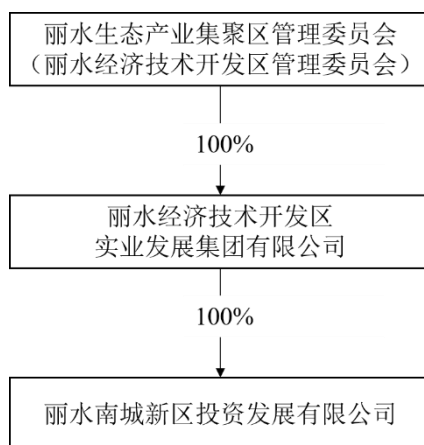 丽水生态产业集聚区管理委员会
（丽水经济技术开发区管理委员会）
100%
丽水经济技术开发区
实业发展集团有限公司
100%
丽水南城新区投资发展有限公司